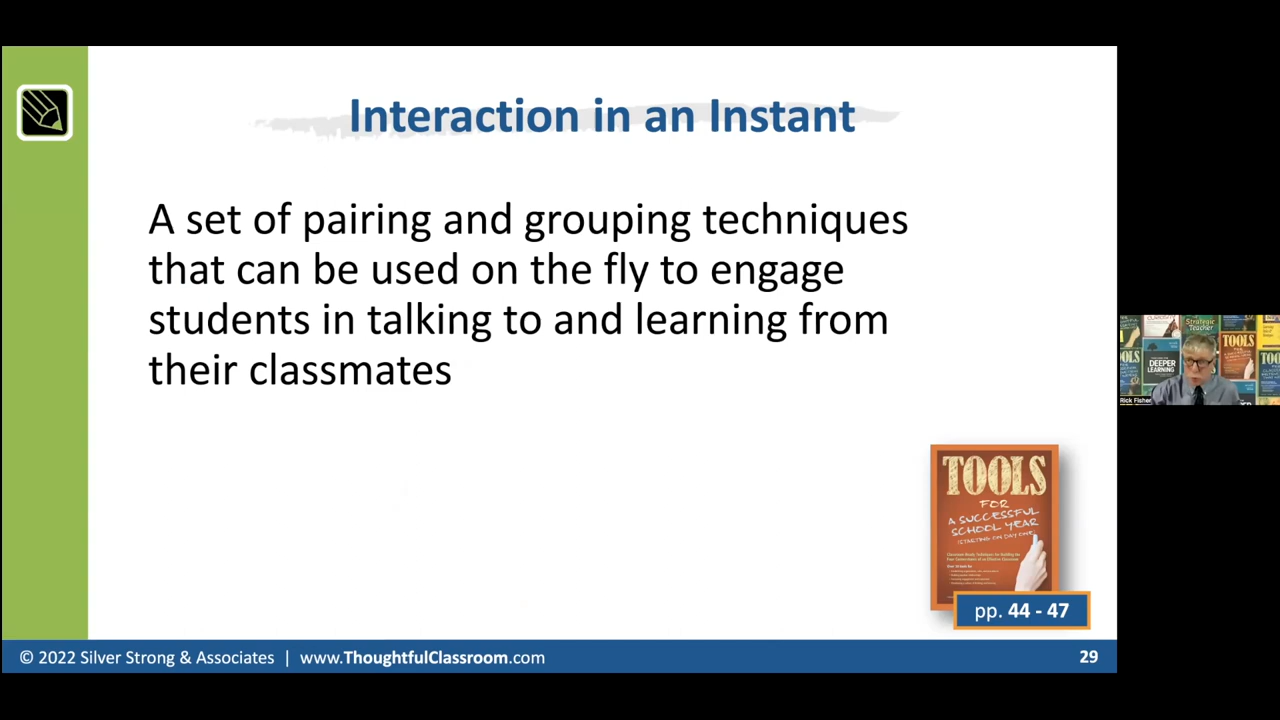 Interaction in an Instant
A set of pairing and grouping techniques
that can be used on the fly to engage
students in talking to and learning from
their classmates
TOOLS
FOR
A SUCCESSFUL
SCHOOL YEAR
(STARTING ON DAY ONE)
pp. 44 - 47
© 2022 Silver Strong & Associates | www.ThoughtfulClassroom.com
29
Strategic
Teacher
TOOLS
DEEPER
LEARNING
Rick Fisher